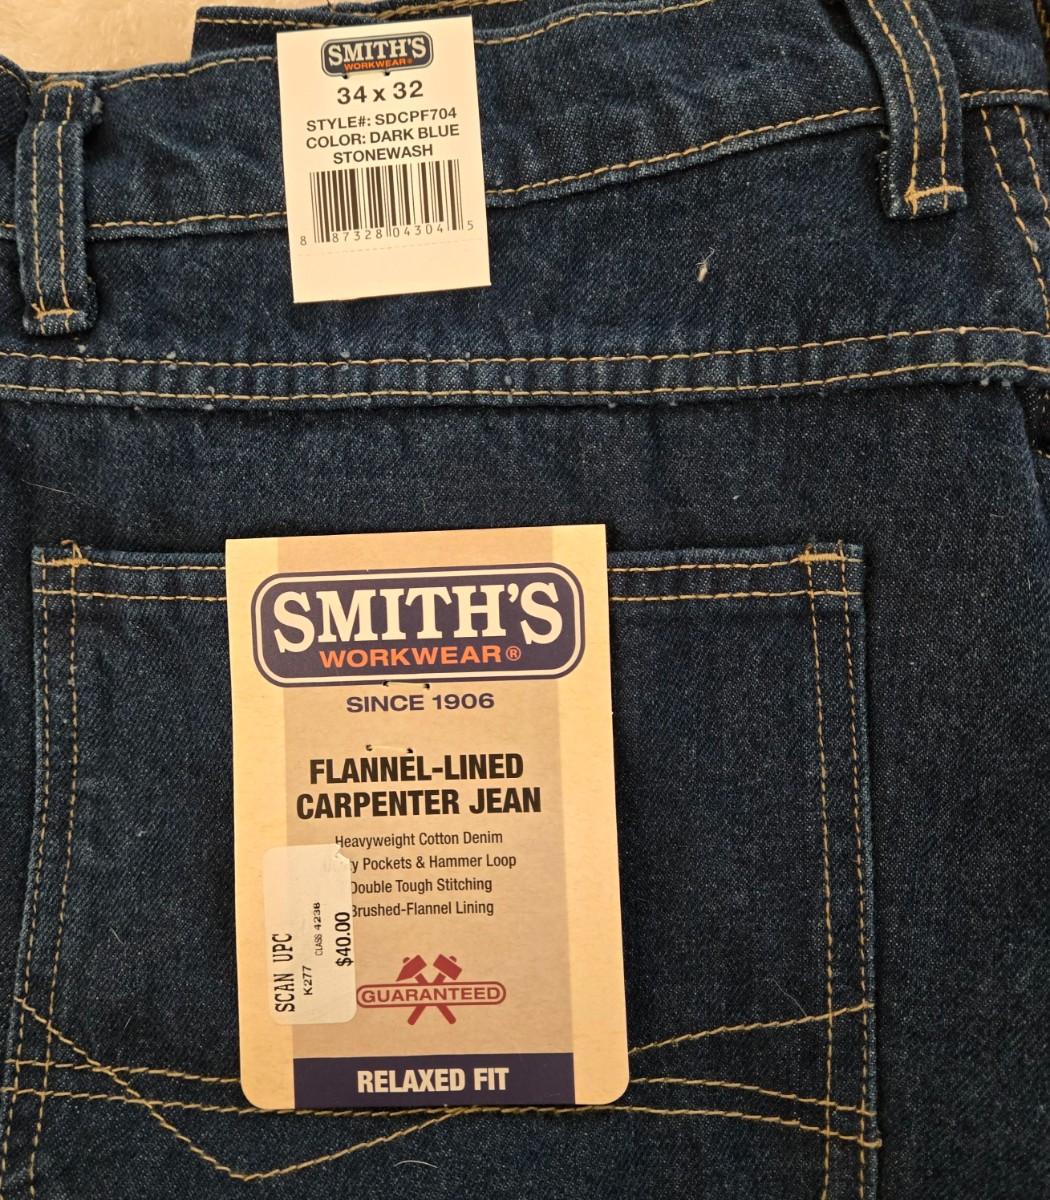 SMITH'S
WORKWEAR®
34 x 32
STYLE#: SDCPF704
COLOR: DARK BLUE
STONEWASH
8 87328 04304 5
SMITH'S
WORKWEAR®
SINCE 1906
FLANNEL-LINED
CARPENTER JEAN
Heavyweight Cotton Denim
Pockets & Hammer Loop
Double Tough Stitching
Brushed-Flannel Lining
SCAN UPC
K277
CLASS 4238
$40.00
GUARANTEED
RELAXED FIT